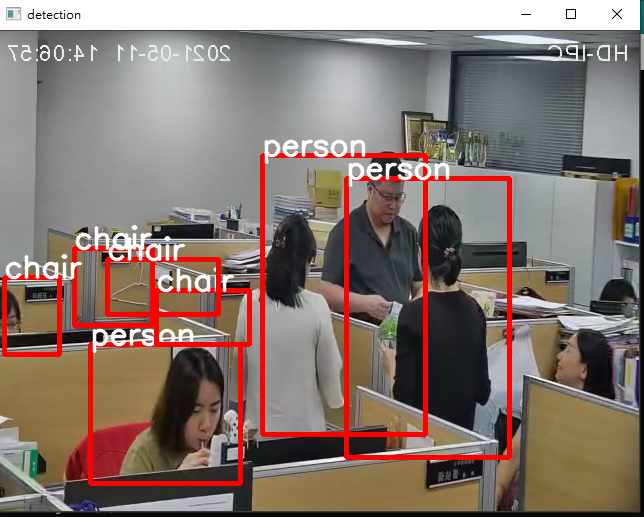 detection
2021-05-11 14:06:57
HD-IPC
person
person
chair
chair
chair
chair
person